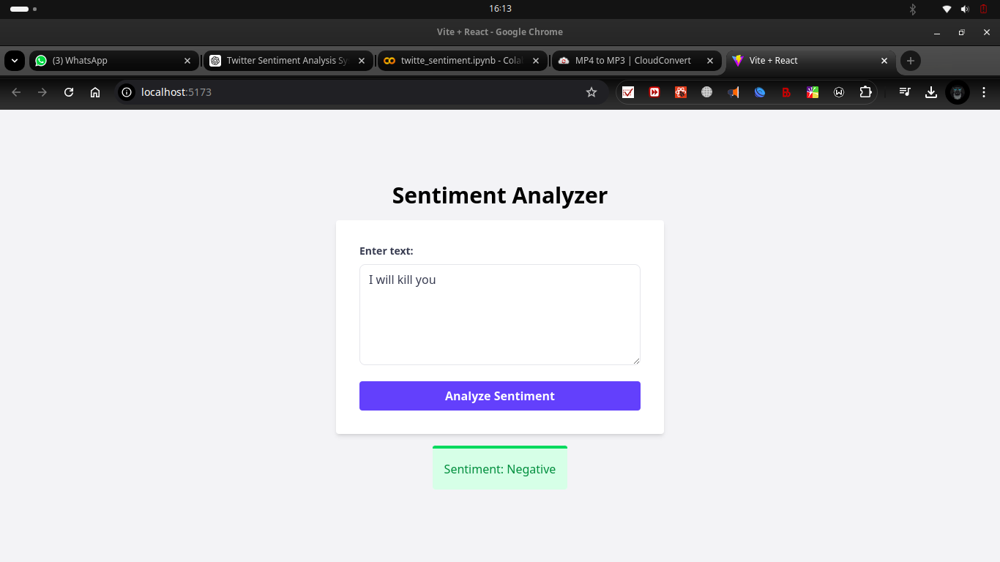 16:13
Vite + React - Google Chrome
(3) WhatsApp
Twitter Sentiment Analysis Sy
twitte_sentiment.ipynb - Cola
MP4 to MP3 | CloudConvert
Vite + React
localhost:5173
Sentiment Analyzer
Enter text:
I will kill you
Analyze Sentiment
Sentiment: Negative